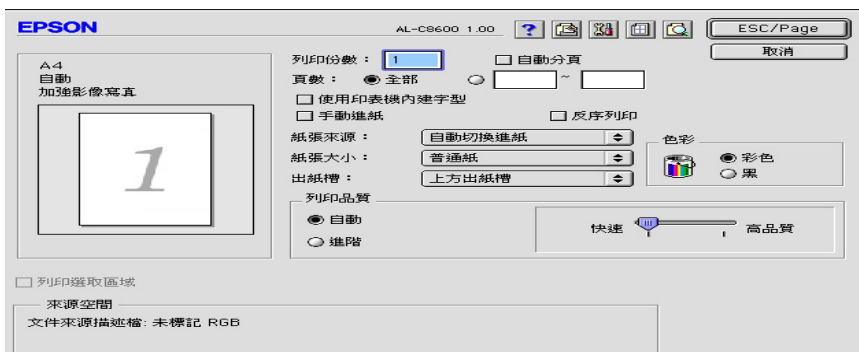 EPSON AL-C8600 1.00 ESC/Page
取消
A4
自動
加強影像寫真
1
列印份數： 1 自動分頁
頁數： 全部 ~
使用印表機內建字型
手動進紙 反序列印
紙張來源： 自動切換進紙
紙張大小： 普通紙
出紙槽： 上方出紙槽
色彩
彩色
黑
列印品質
自動
進階
快速 高品質
列印選取區域
來源空間
文件來源描述檔: 未標記 RGB